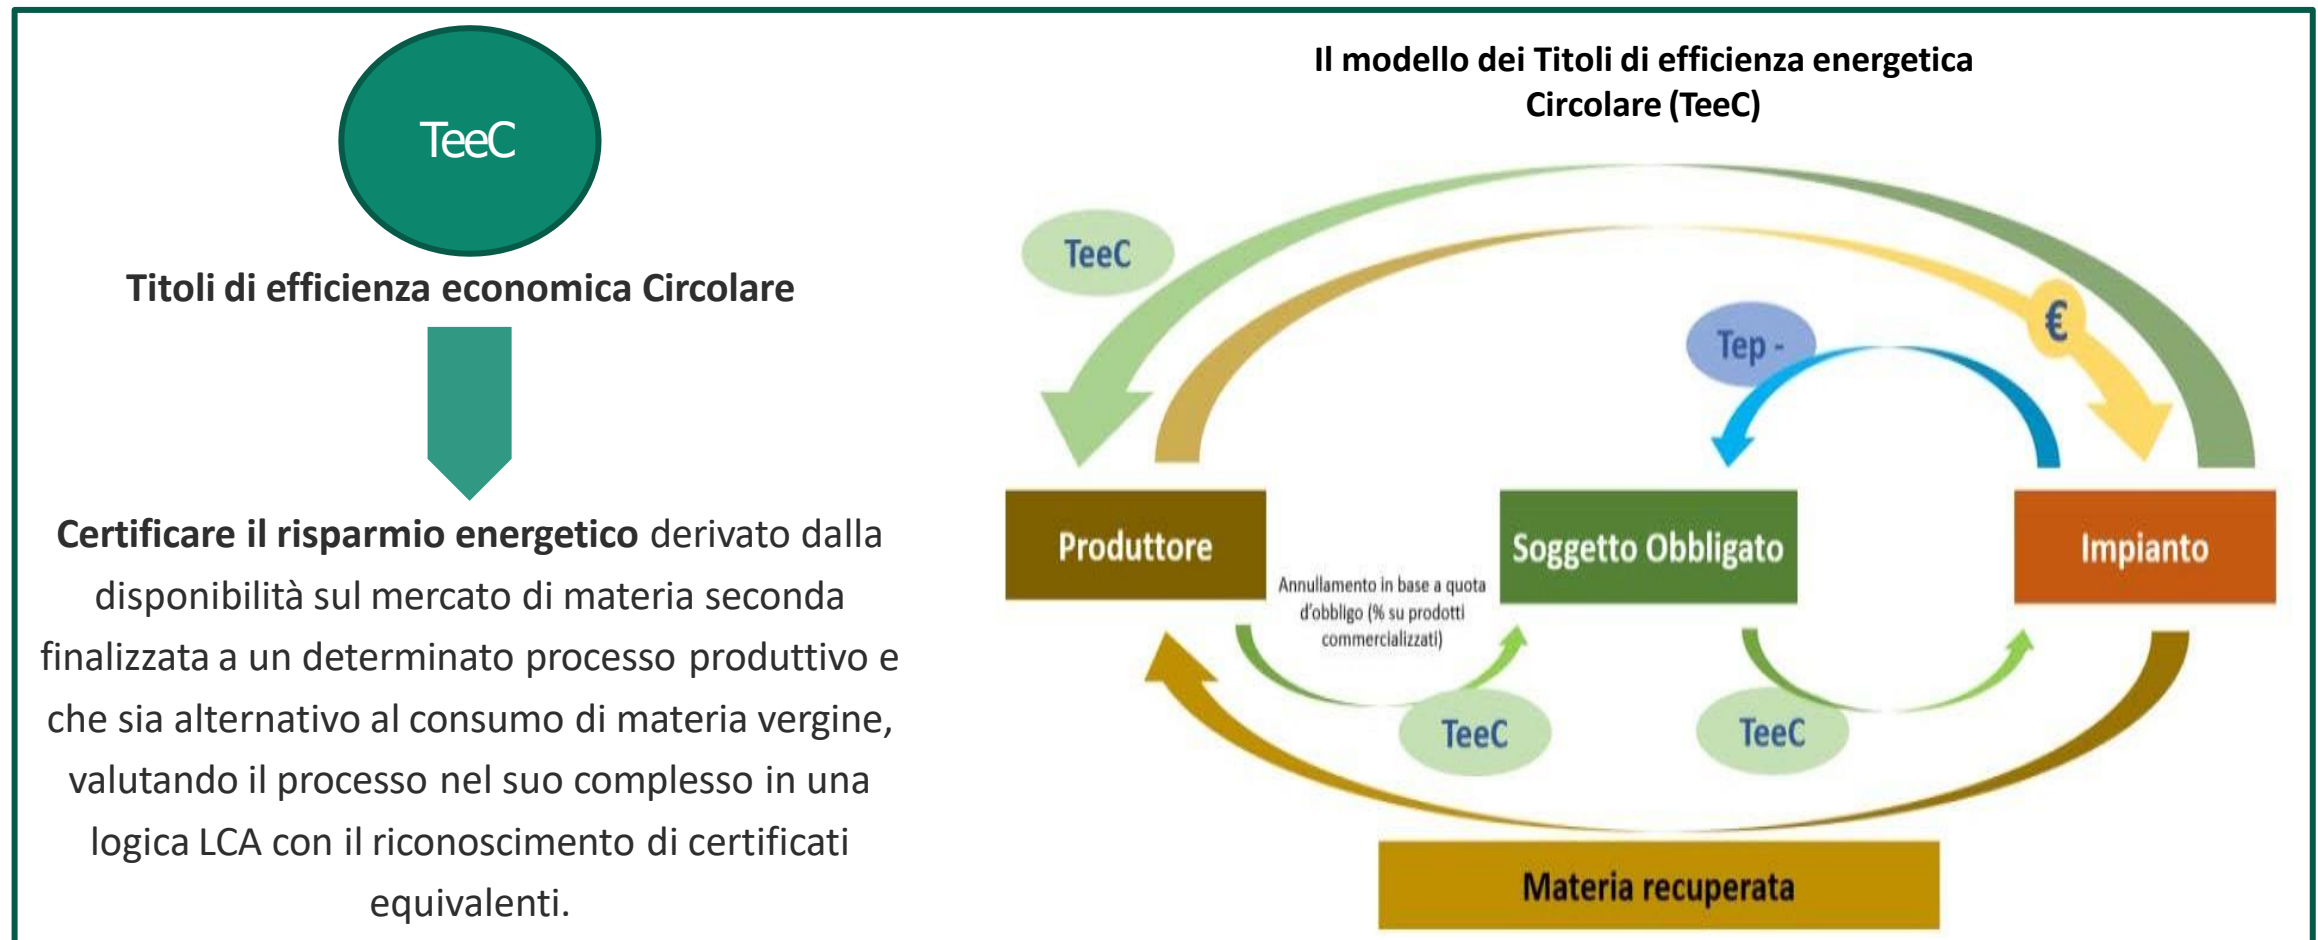 TeeC
Titoli di efficienza economica Circolare
Certificare il risparmio energetico derivato dalla
disponibilità sul mercato di materia seconda
finalizzata a un determinato processo produttivo e
che sia alternativo al consumo di materia vergine,
valutando il processo nel suo complesso in una
logica LCA con il riconoscimento di certificati
equivalenti.
Il modello dei Titoli di efficienza energetica
Circolare (TeeC)
TeeC
€
Tep -
Produttore
Soggetto Obbligato
Impianto
Annullamento in base a quota
d'obbligo (% su prodotti
commercializzati)
TeeC
TeeC
Materia recuperata